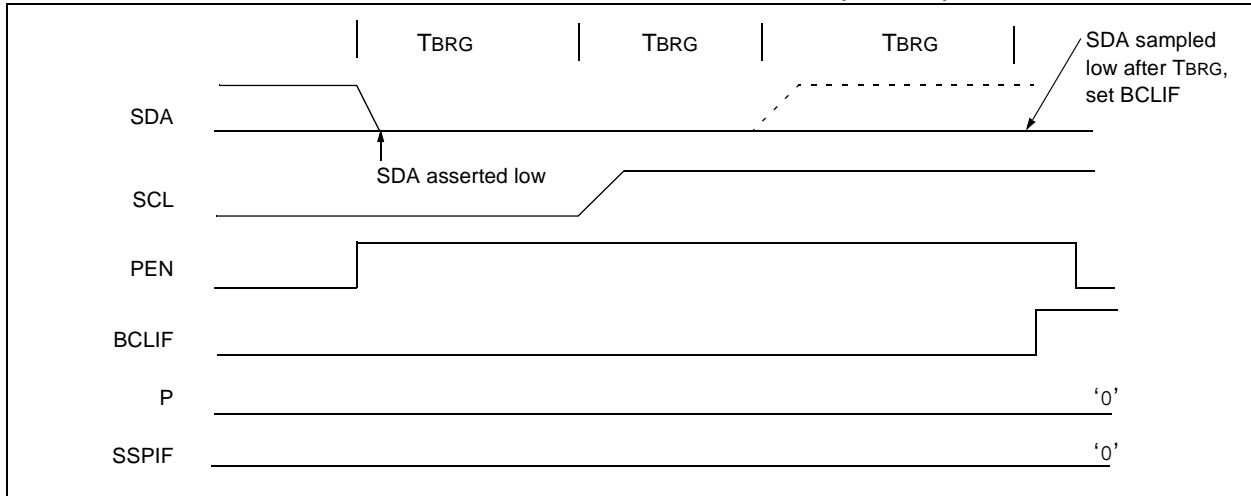 TBRG TBRG TBRG
SDA sampled
low after TBRG,
set BCLIF
SDA
SDA asserted low
SCL
PEN
BCLIF
P
‘0’
SSPIF
‘0’